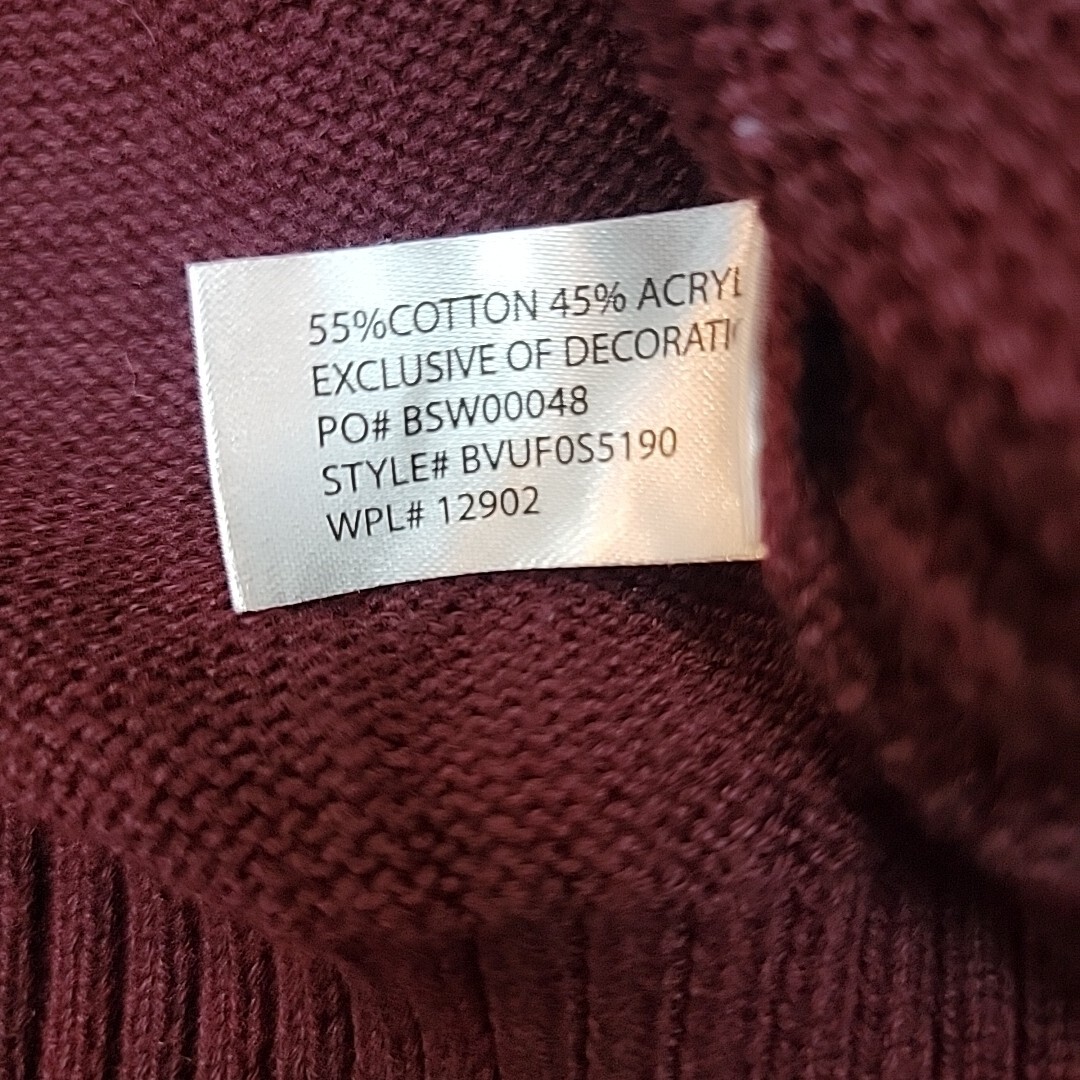 55%COTTON 45% ACRYL
EXCLUSIVE OF DECORATI
PO# BSW00048
STYLE# BVUF0S5190
WPL# 12902